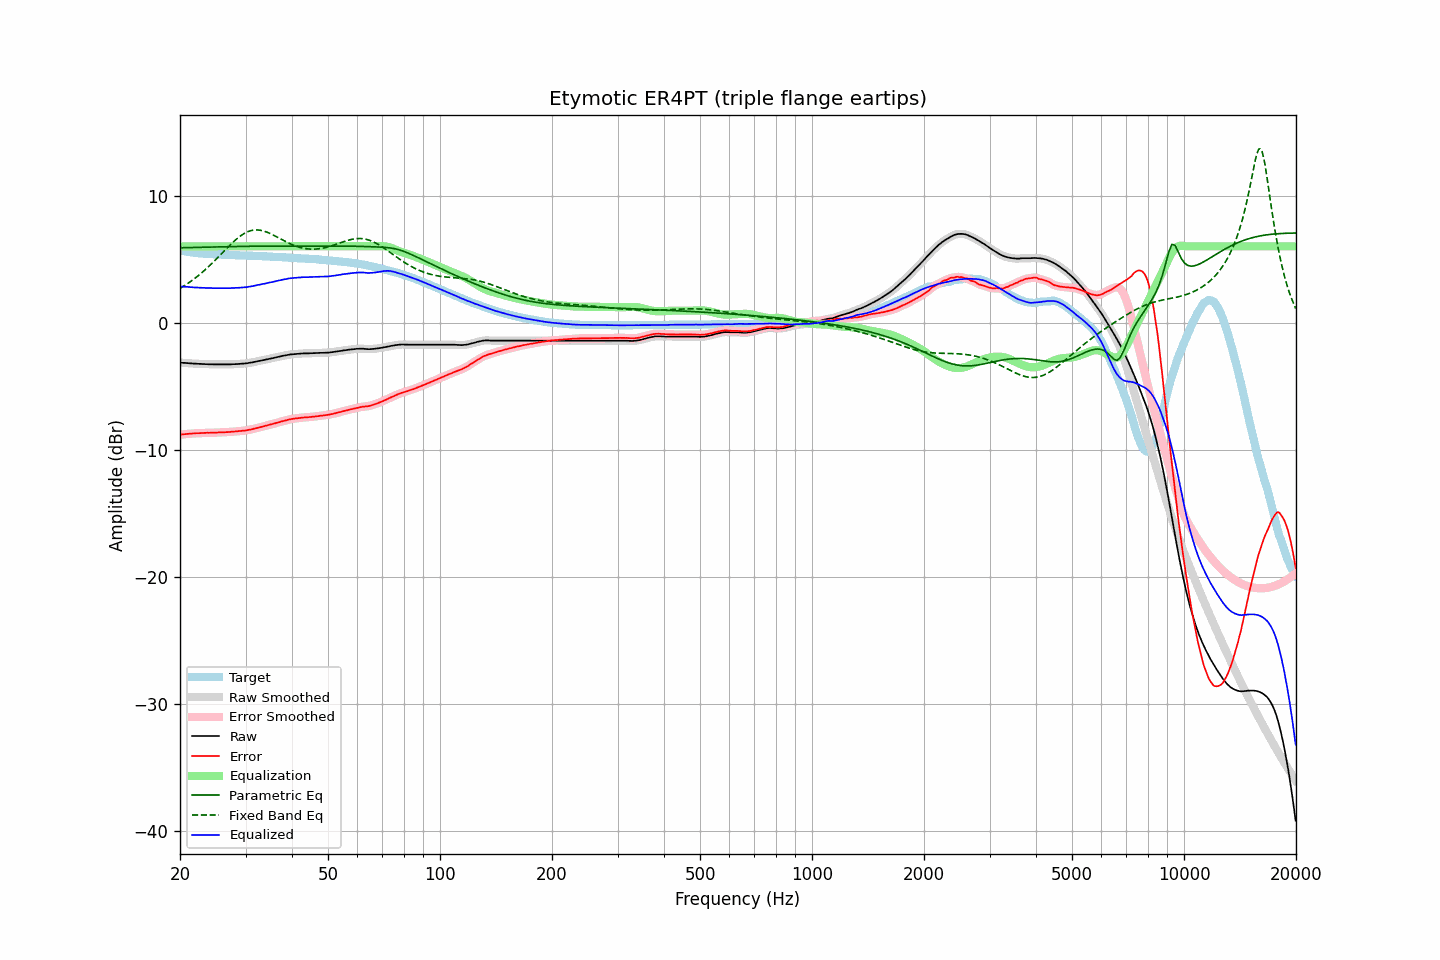 Etymotic ER4PT (triple flange eartips)
Amplitude (dBr)
10
0
−10
−20
−30
−40
Target
Raw Smoothed
Error Smoothed
Raw
Error
Equalization
Parametric Eq
Fixed Band Eq
Equalized
20 50 100 200 500 1000 2000 5000 10000 20000
Frequency (Hz)